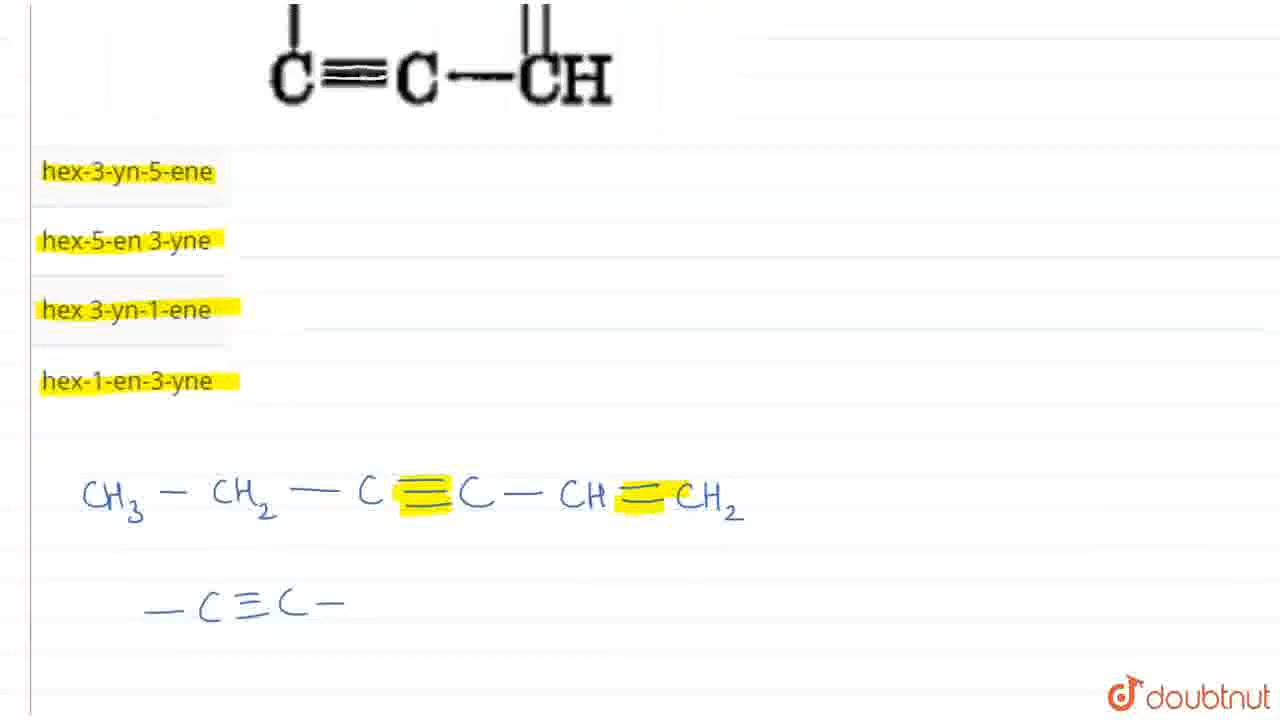 C≡C—CH
hex-3-yn-5-ene
hex-5-en 3-yne
hex 3-yn-1-ene
hex-1-en-3-yne
CH₃ — CH₂ — C ≡ C — CH = CH₂
— C ≡ C —
doubtnut